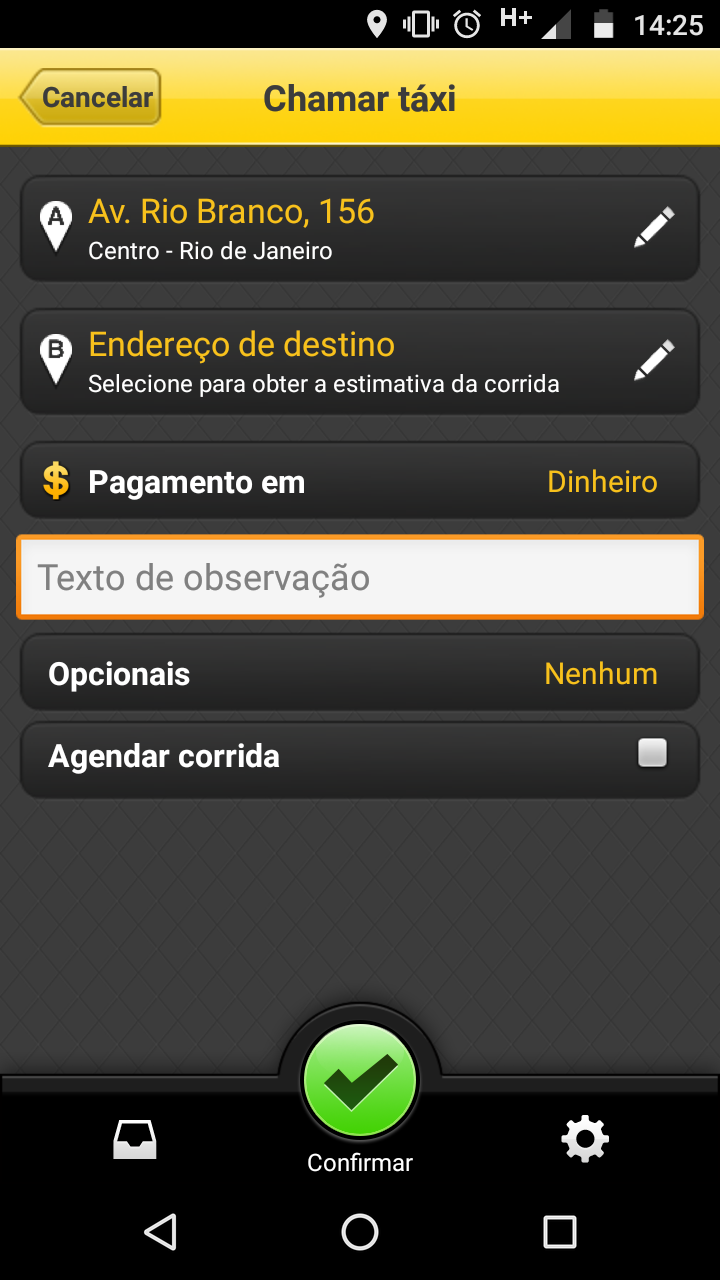 H+ 14:25
Cancelar
Chamar táxi
A
Av. Rio Branco, 156
Centro - Rio de Janeiro
B
Endereço de destino
Selecione para obter a estimativa da corrida
$ Pagamento em
Dinheiro
Texto de observação
Opcionais
Nenhum
Agendar corrida
Confirmar